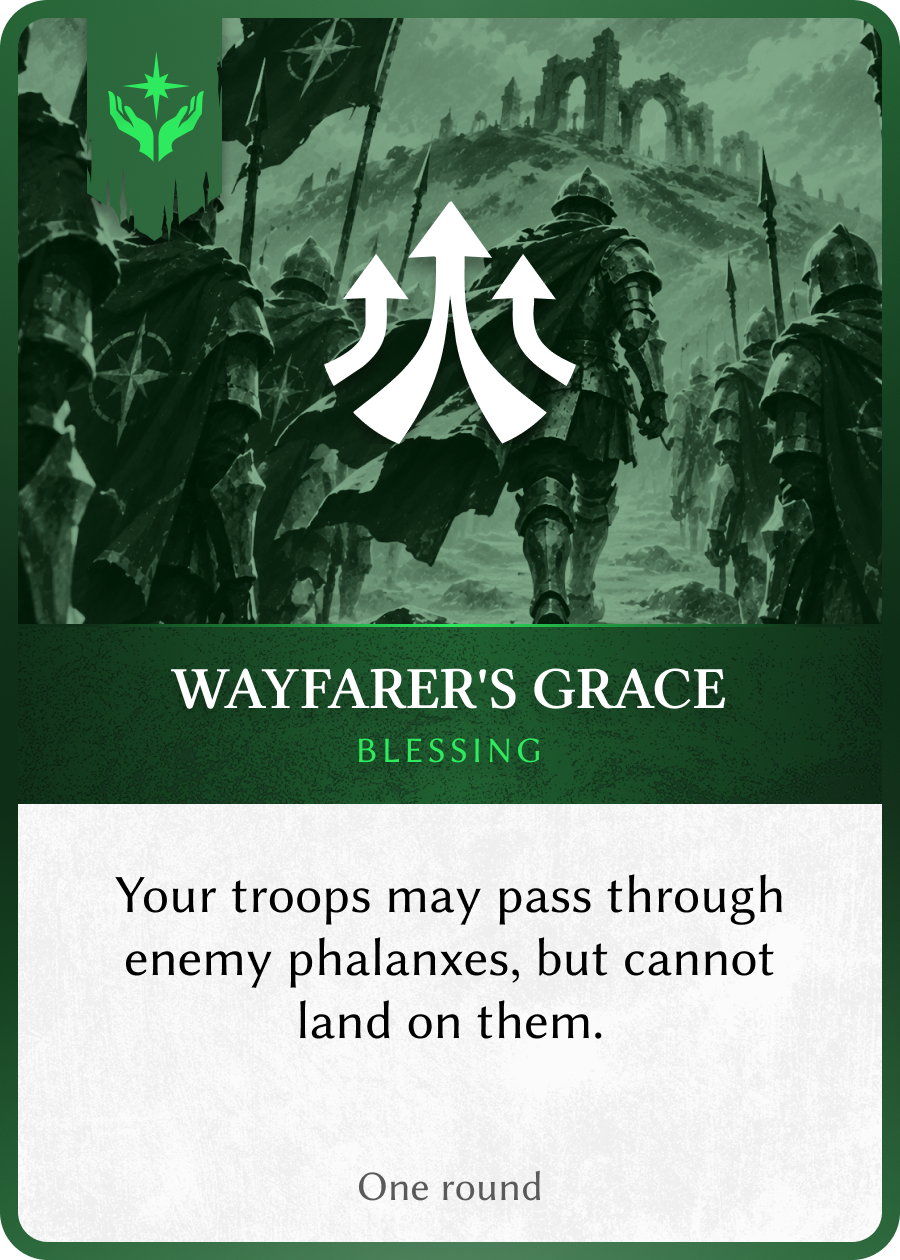 WAYFARER'S GRACE
BLESSING
Your troops may pass through
enemy phalanxes, but cannot
land on them.
One round